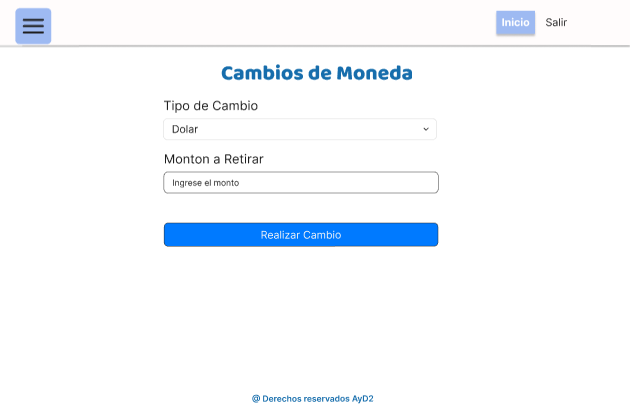 Inicio Salir
Cambios de Moneda
Tipo de Cambio
Dolar
Monton a Retirar
Ingrese el monto
Realizar Cambio
@ Derechos reservados AyD2